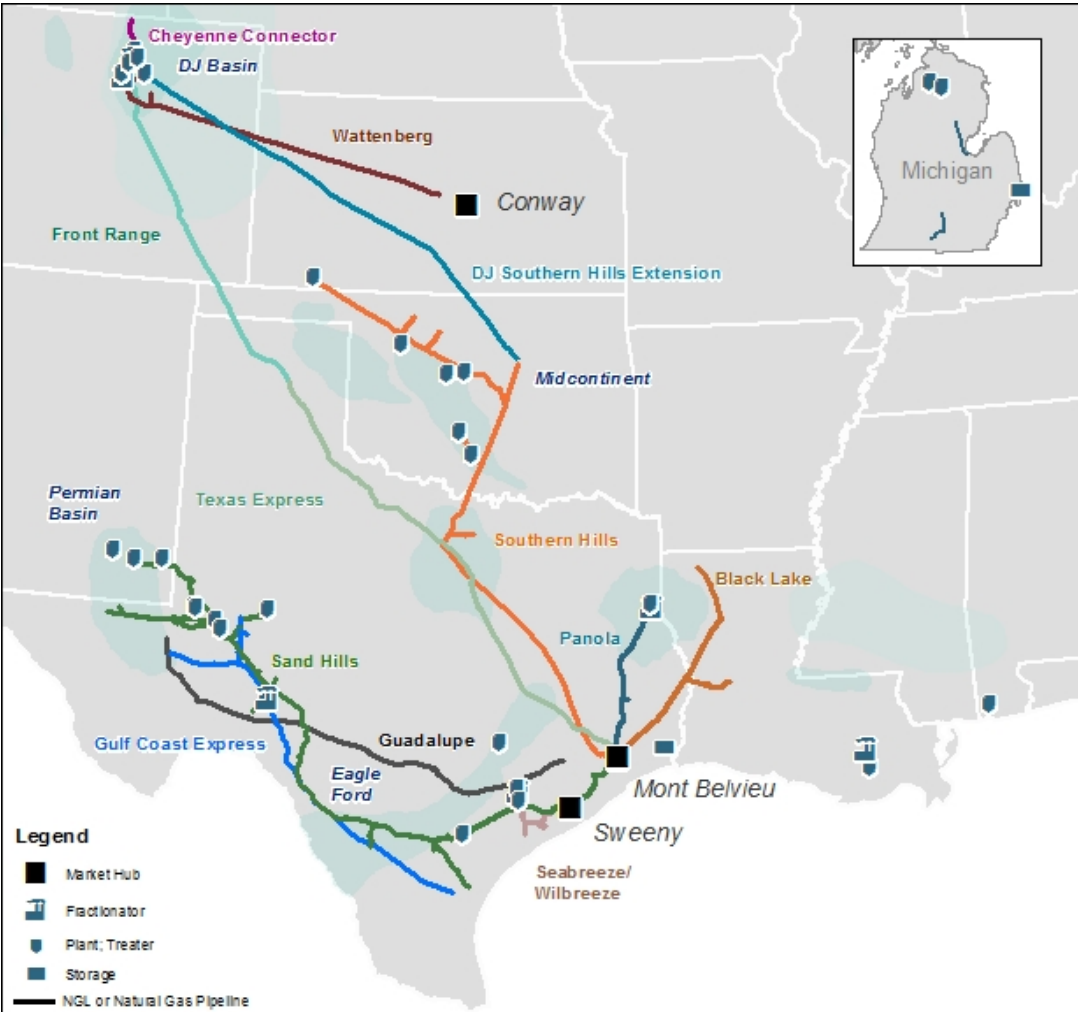 Cheyenne Connector
DJ Basin
Wattenberg
Michigan
Conway
Front Range
DJ Southern Hills Extension
Midcontinent
Permian
Basin
Texas Express
Southern Hills
Black Lake
Panola
Sand Hills
Gulf Coast Express
Guadalupe
Eagle
Ford
Mont Belvieu
Sweeny
Seabreeze/
Wilbreeze
Legend
Market Hub
Fractionator
Plant; Treater
Storage
NGL or Natural Gas Pipeline